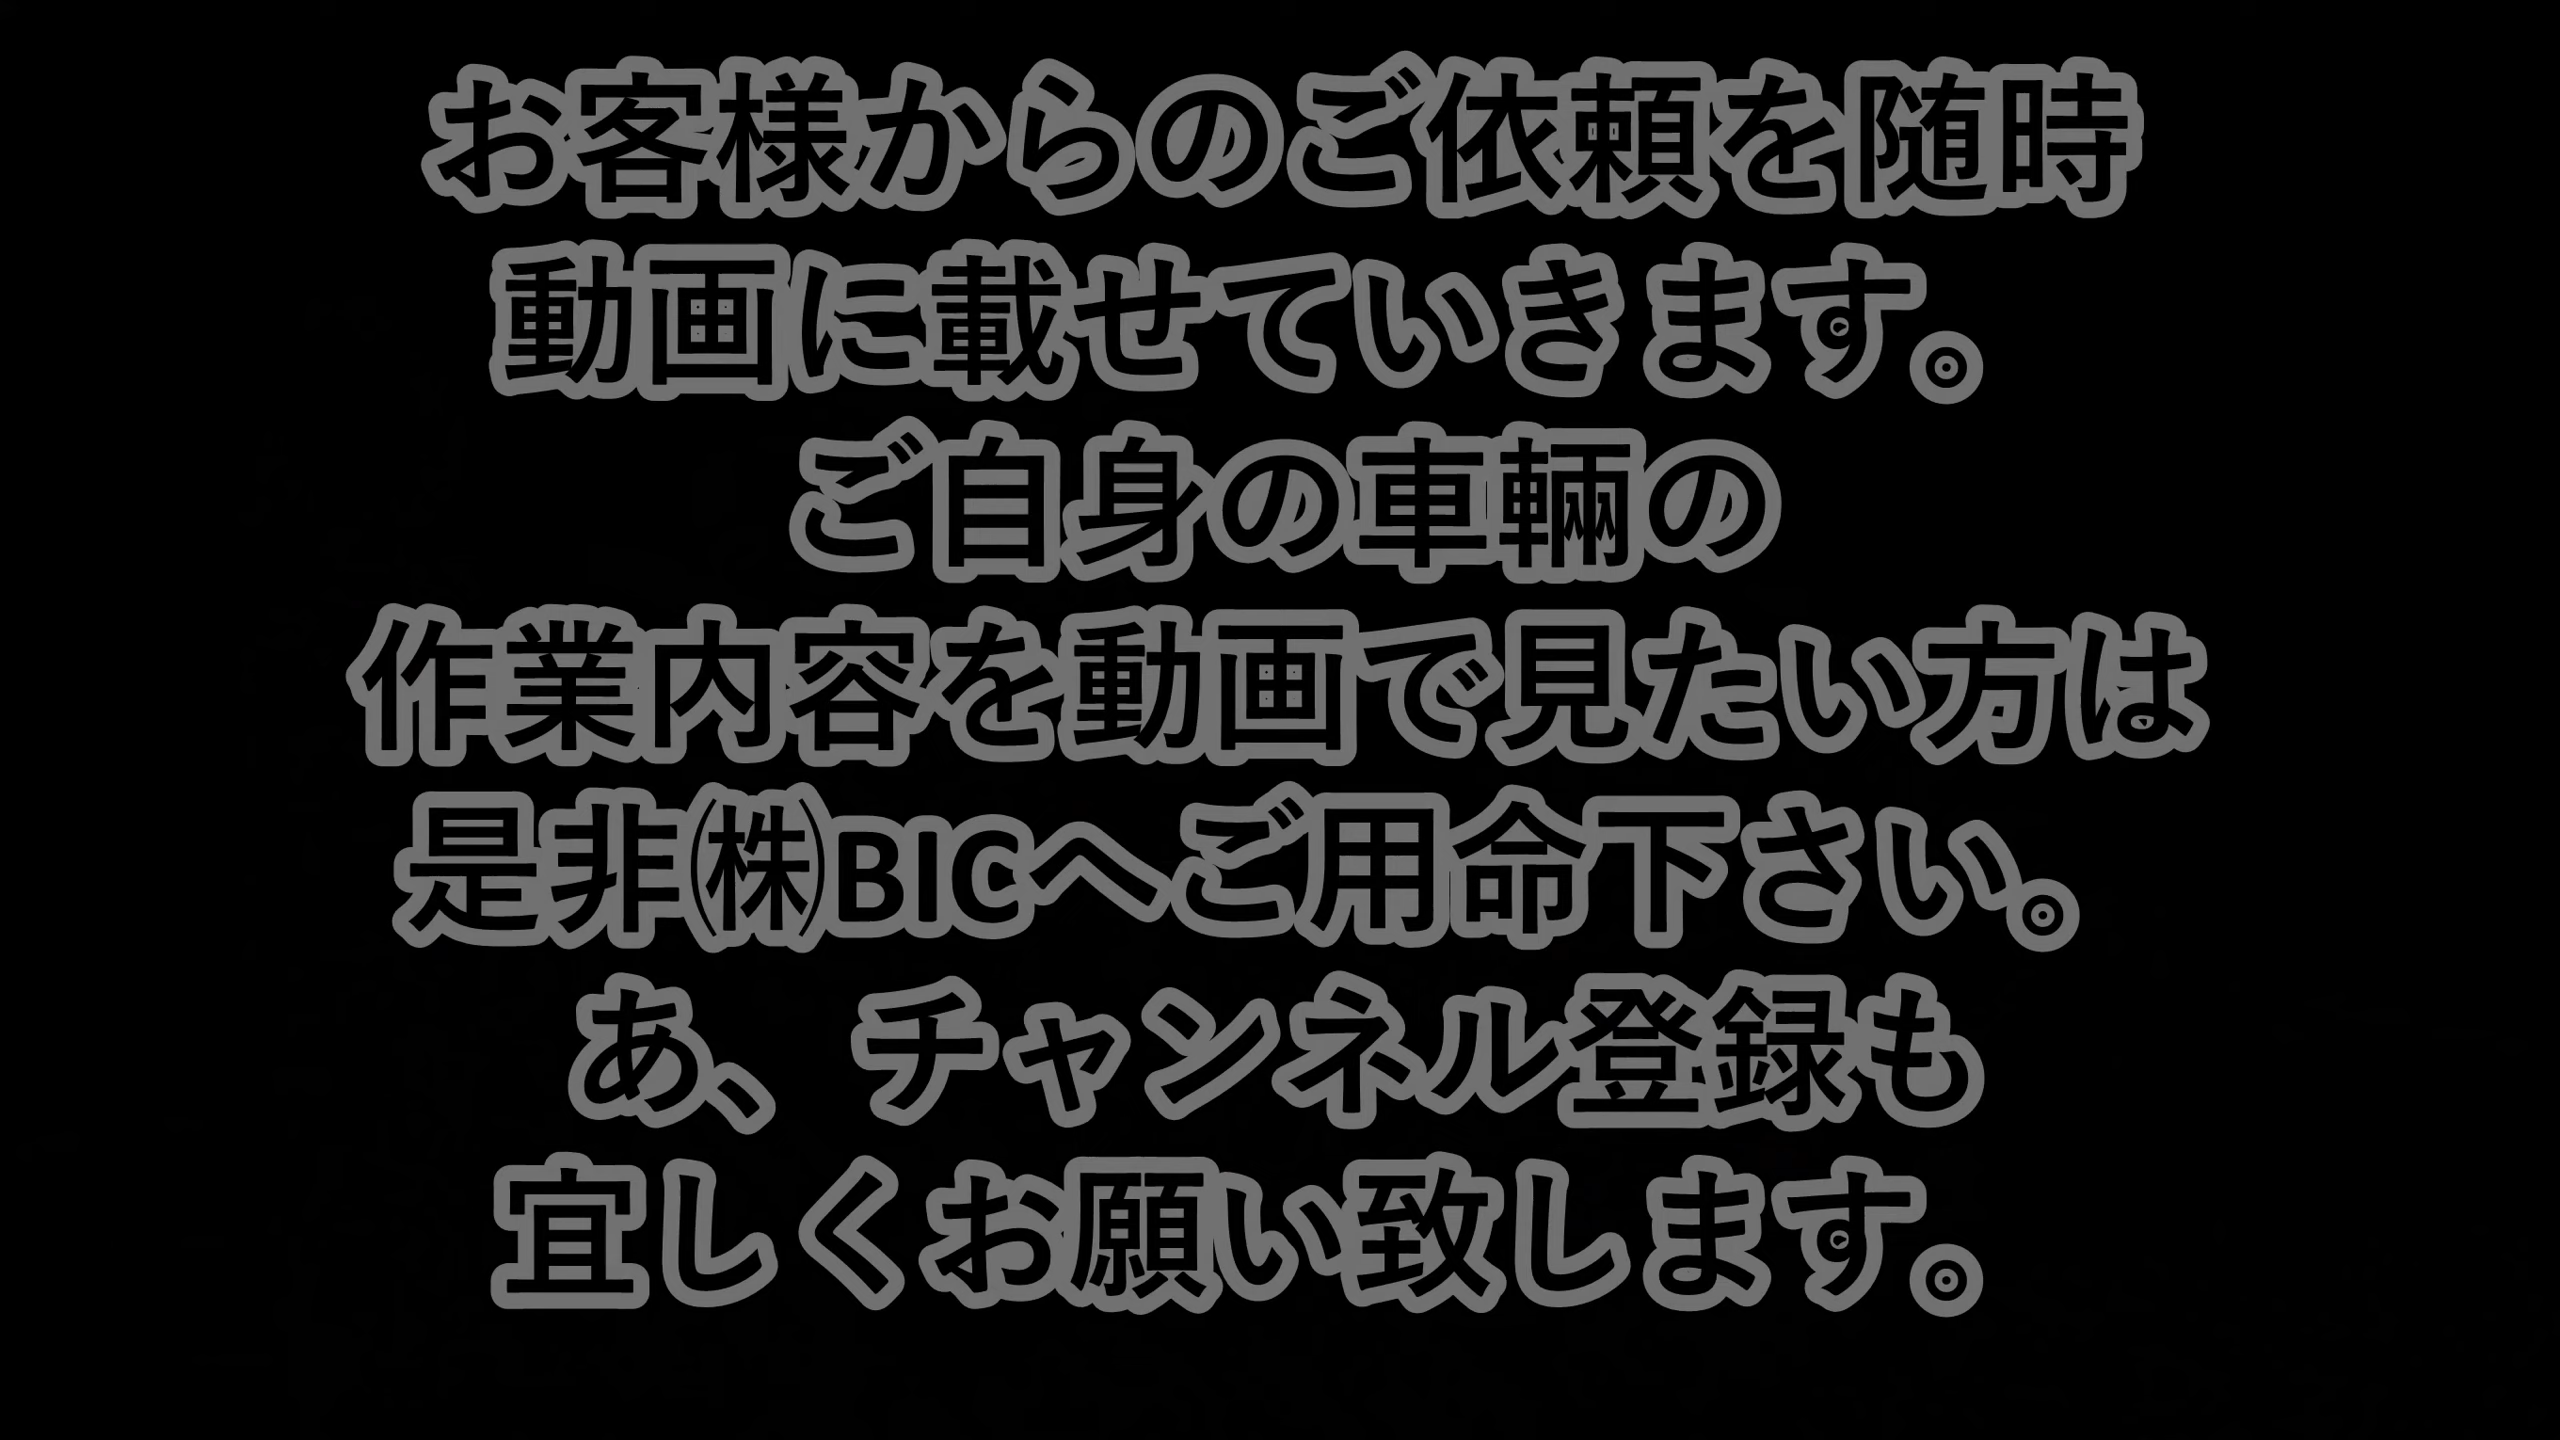 お客様からのご依頼を随時
動画に載せていきます。
ご自身の車輛の
作業内容を動画で見たい方は
是非㈱BICへご用命下さい。
あ、チャンネル登録も
宜しくお願い致します。